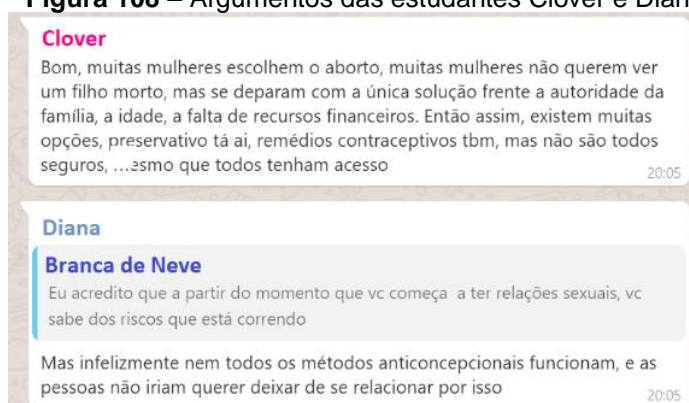 Figura 106 – Argumentos das estudantes Clover e Dian
Clover
Bom, muitas mulheres escolhem o aborto, muitas mulheres não querem ver
um filho morto, mas se deparam com a única solução frente a autoridade da
família, a idade, a falta de recursos financeiros. Então assim, existem muitas
opções, preservativo tá ai, remédios contraceptivos tbm, mas não são todos
seguros, ...esmo que todos tenham acesso
20:05
Diana
Branca de Neve
Eu acredito que a partir do momento que vc começa a ter relações sexuais, vc
sabe dos riscos que está correndo
Mas infelizmente nem todos os métodos anticoncepcionais funcionam, e as
pessoas não iriam querer deixar de se relacionar por isso
20:05